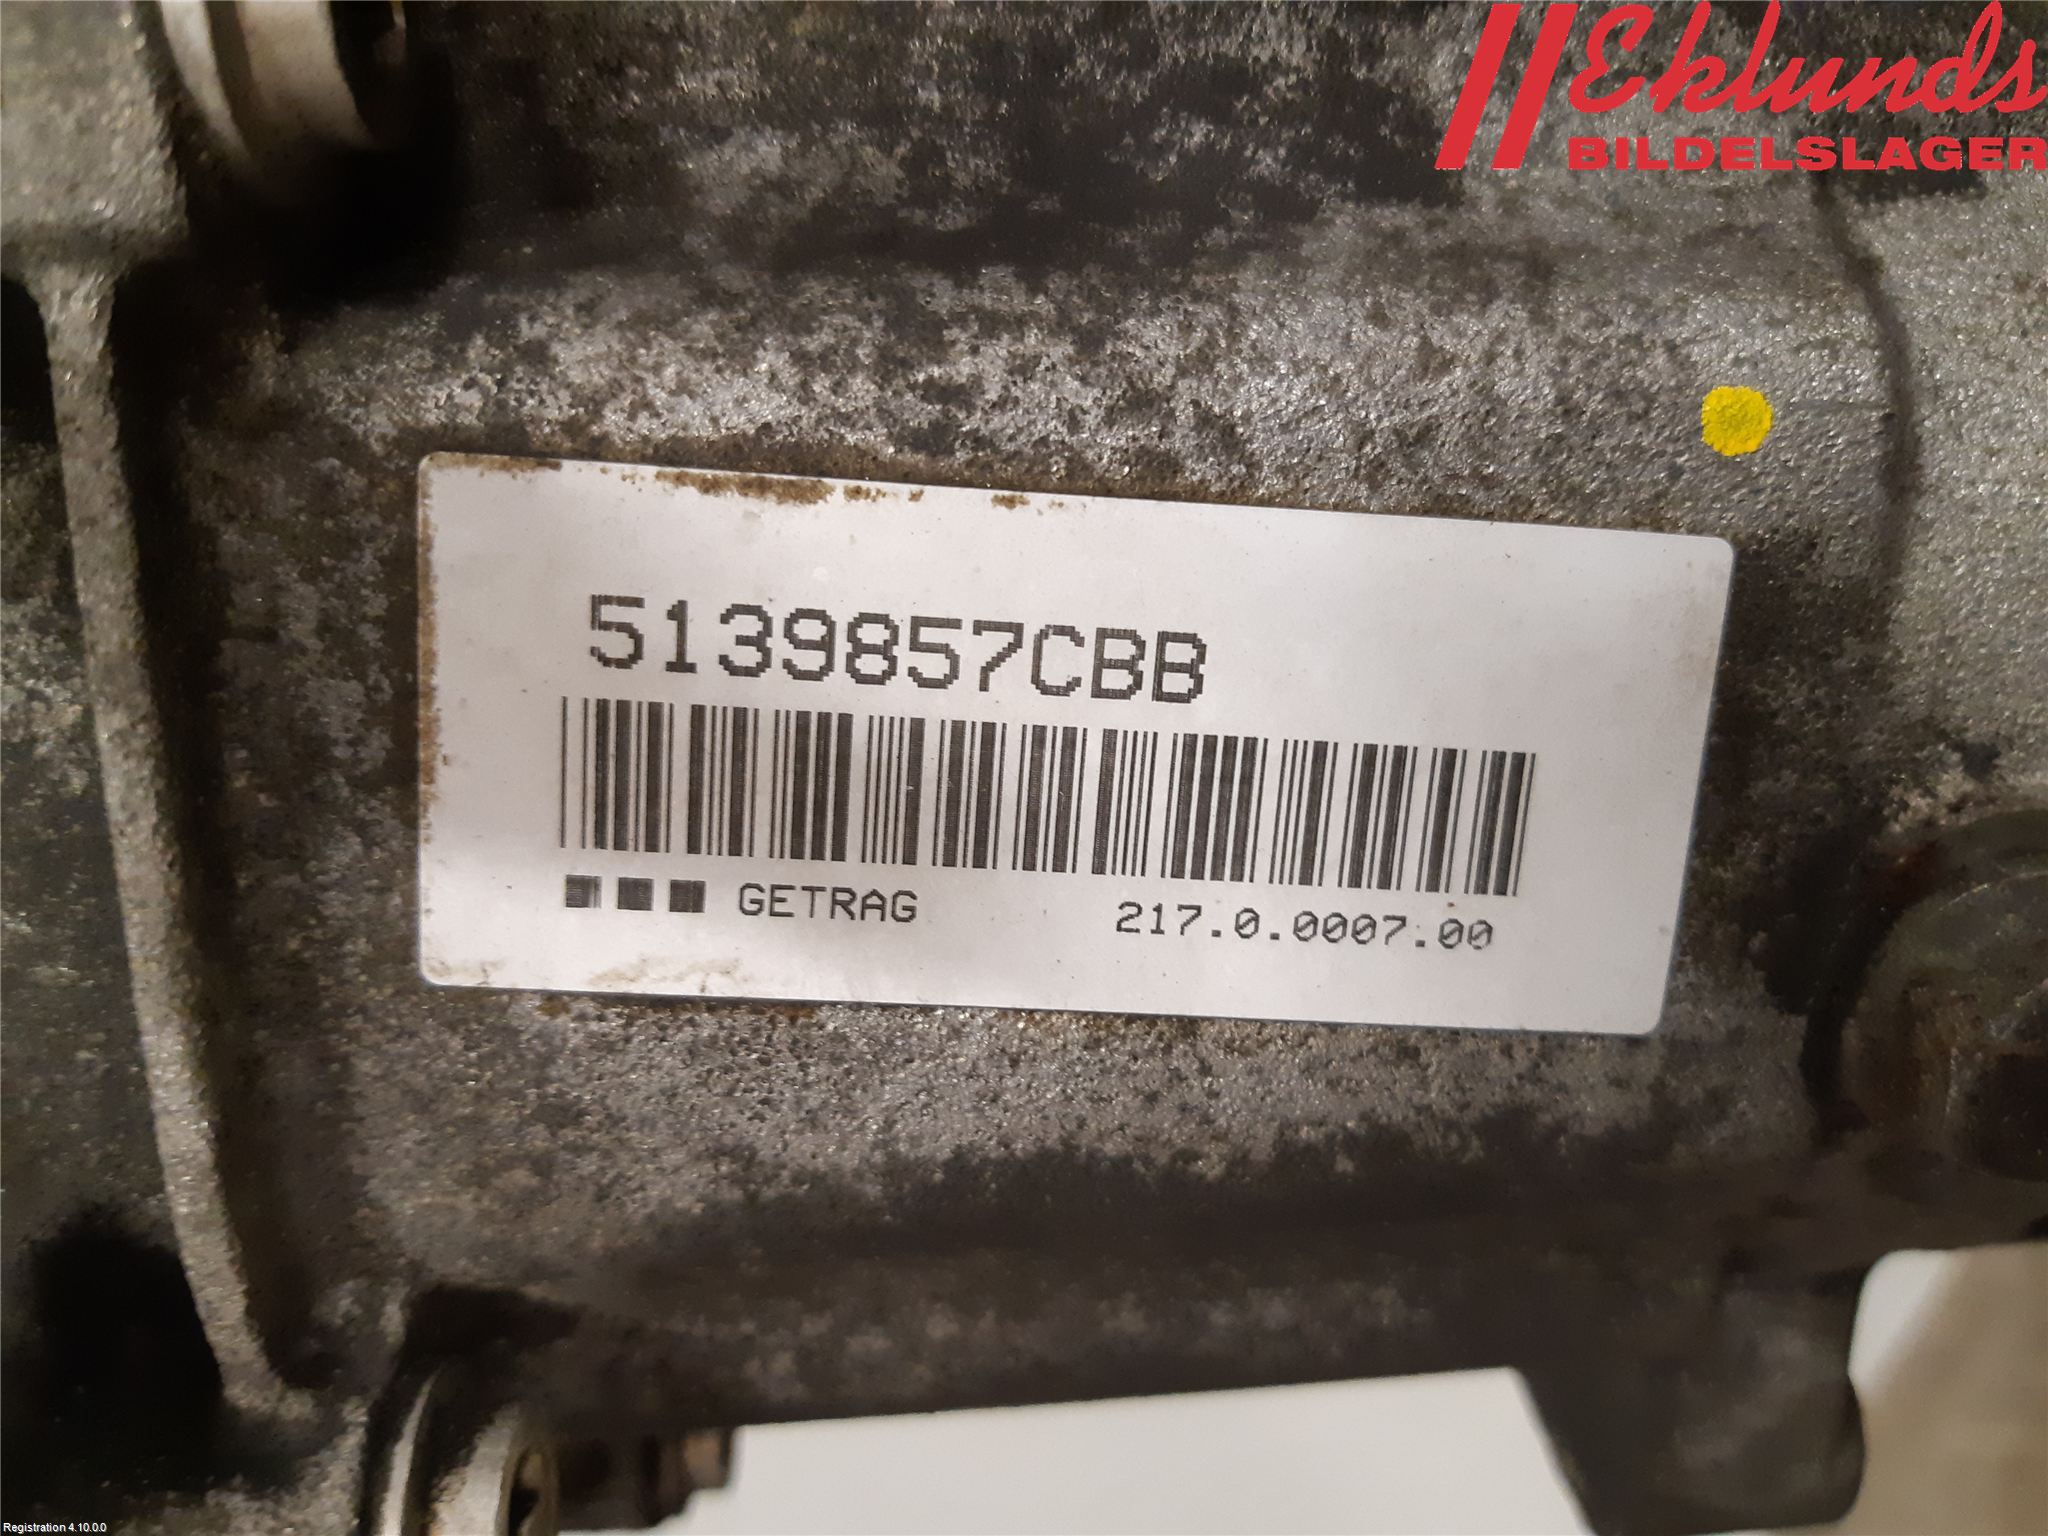 Eklunds
BILDELSLAGER
5139857CBB
GETRAG 217.0.0007.00
Registration 4.10.0.0